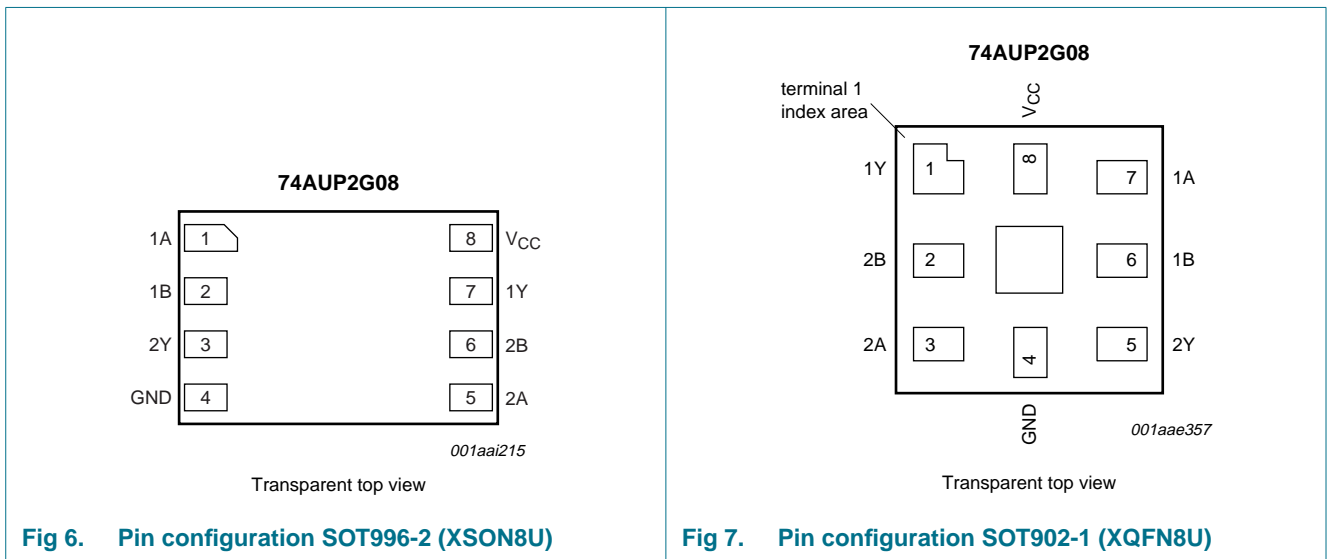 74AUP2G08
1A 1 8 VCC
1B 2 7 1Y
2Y 3 6 2B
GND 4 5 2A
001aai215
Transparent top view
Fig 6. Pin configuration SOT996-2 (XSON8U)
74AUP2G08
terminal 1
index area
VCC
1Y 1 8 7 1A
2B 2 6 1B
2A 3 4 5 2Y
GND
001aae357
Transparent top view
Fig 7. Pin configuration SOT902-1 (XQFN8U)